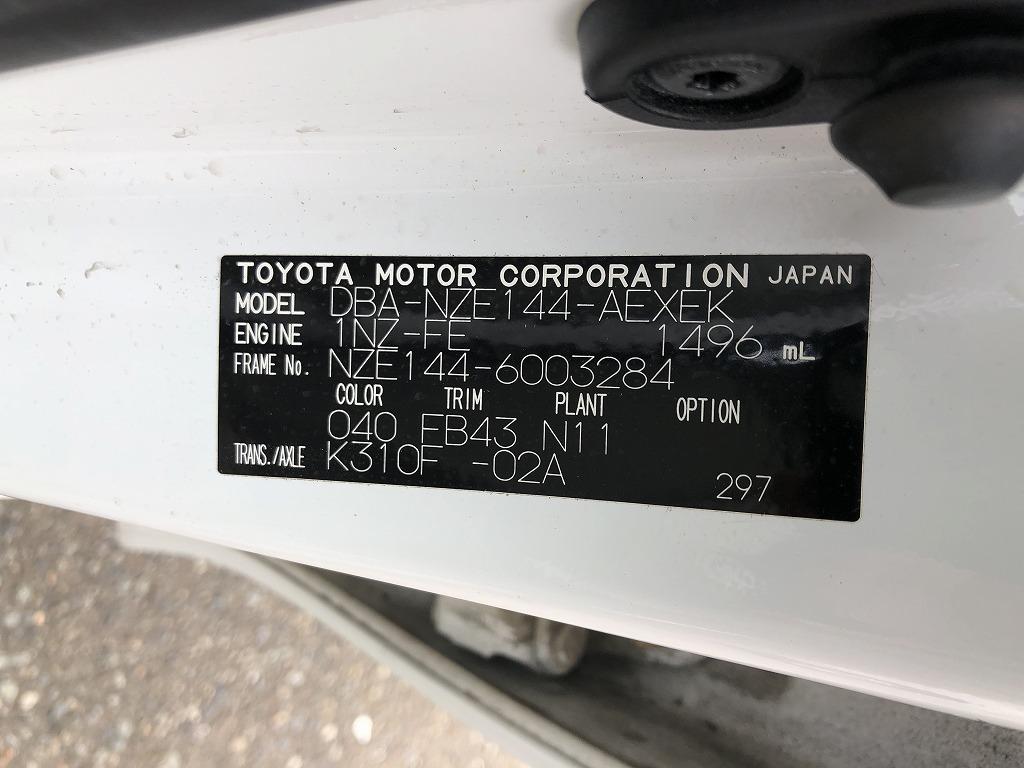 TOYOTA MOTOR CORPORATION JAPAN
MODEL DBA-NZE144-AEXEK
ENGINE 1NZ-FE 1496 mL
FRAME No. NZE144-6003284
COLOR TRIM PLANT OPTION
040 FB43 N11
TRANS./AXLE K310F -02A
297